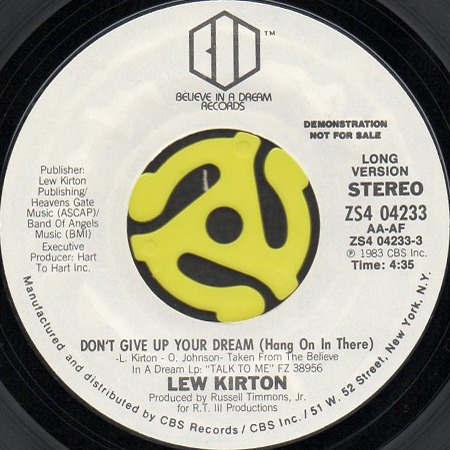 BID
TM
BELIEVE IN A DREAM
RECORDS
DEMONSTRATION
NOT FOR SALE
LONG
VERSION
STEREO
ZS4 04233
AA-AF
ZS4 04233-3
℗ 1983 CBS Inc.
Time: 4:35
Publisher:
Lew Kirton
Publishing/
Heavens Gate
Music (ASCAP)/
Band Of Angels
Music (BMI)
Executive
Producer: Hart
To Hart Inc.
DON'T GIVE UP YOUR DREAM (Hang On In There)
-L. Kirton - O. Johnson- Taken From The Believe
In A Dream Lp: "TALK TO ME" FZ 38956
LEW KIRTON
Produced by Russell Timmons, Jr.
for R.T. III Productions
Manufactured and distributed by CBS Records / CBS Inc. / 51 W. 52 Street, New York, N.Y.